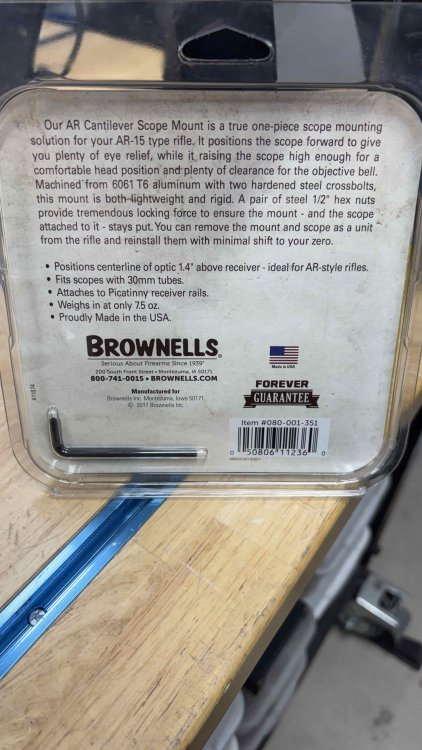 Our AR Cantilever Scope Mount is a true one-piece scope mounting
solution for your AR-15 type rifle. It positions the scope forward to give
you plenty of eye relief, while it raising the scope high enough for a
comfortable head position and plenty of clearance for the objective bell.
Machined from 6061 T6 aluminum with two hardened steel crossbolts,
this mount is both lightweight and rigid. A pair of steel 1/2" hex nuts
provide tremendous locking force to ensure the mount - and the scope
attached to it - stays put. You can remove the mount and scope as a unit
from the rifle and reinstall them with minimal shift to your zero.
• Positions centerline of optic 1.4" above receiver - ideal for AR-style rifles.
• Fits scopes with 30mm tubes.
• Attaches to Picatinny receiver rails.
• Weighs in at only 7.5 oz.
• Proudly Made in the USA.
BROWNELLS
Serious About Firearms Since 1939
200 South Front Street • Montezuma, IA 50171
800-741-0015 • BROWNELLS.COM
Manufactured for
Brownells Inc. Montezuma, Iowa 50171
© 2017 Brownells Inc.
Made in USA
FOREVER
GUARANTEE
Item #080-001-351
0 50806 11236 0